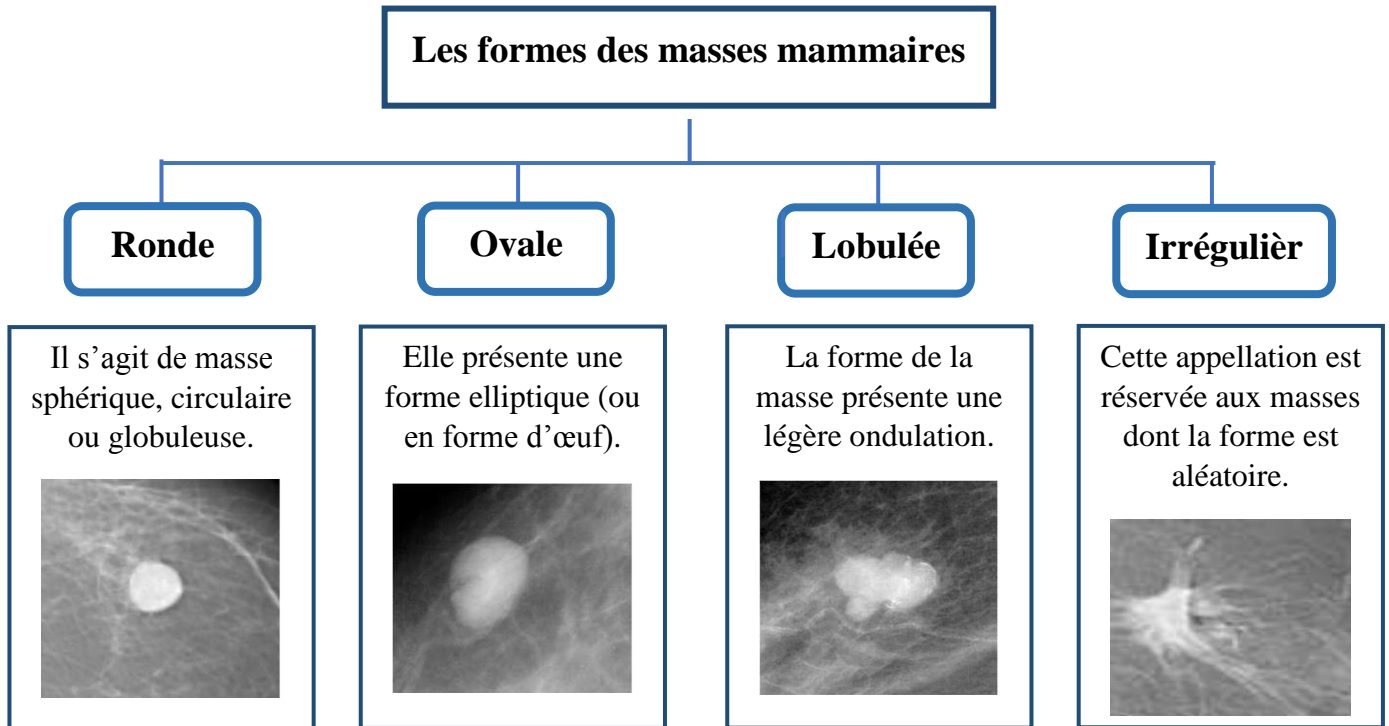 Les formes des masses mammaires
Ronde
Ovale
Lobulée
Irrégulièr
Il s’agit de masse
sphérique, circulaire
ou globuleuse.
Elle présente une
forme elliptique (ou
en forme d’œuf).
La forme de la
masse présente une
légère ondulation.
Cette appellation est
réservée aux masses
dont la forme est
aléatoire.